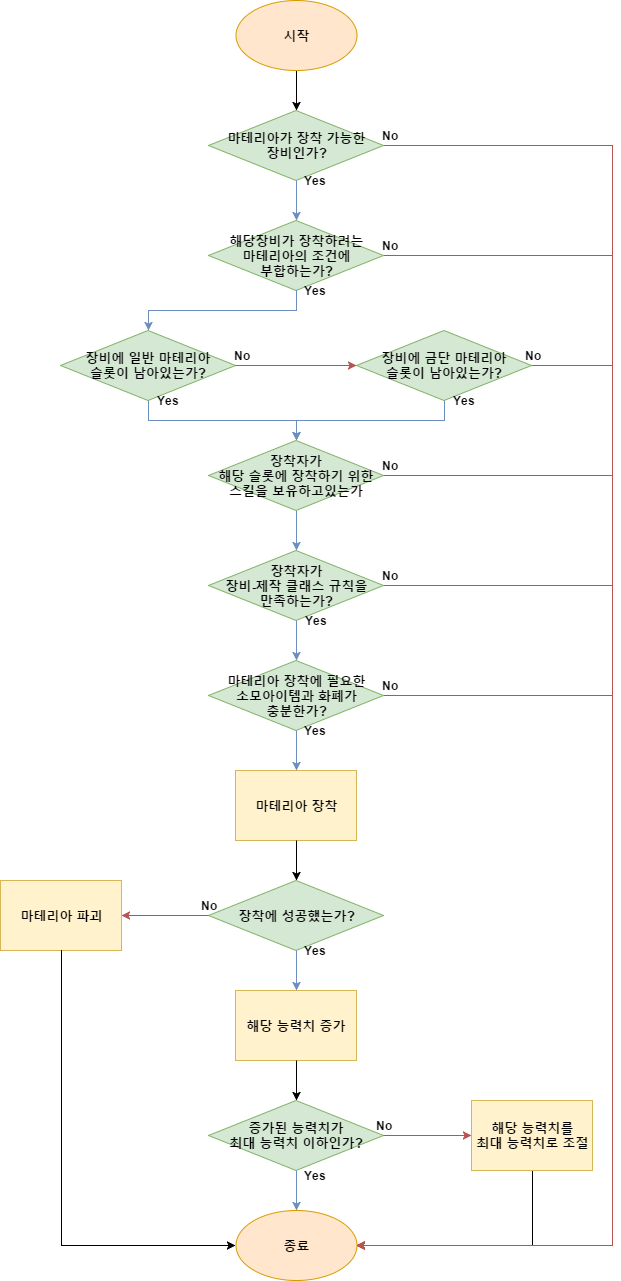 시작
마테리아가 장착 가능한
장비인가?
No
Yes
해당장비가 장착하려는
마테리아의 조건에
부합하는가?
No
Yes
장비에 일반 마테리아
슬롯이 남아있는가?
No
Yes
장비에 금단 마테리아
슬롯이 남아있는가?
No
Yes
장착자가
해당 슬롯에 장착하기 위한
스킬을 보유하고있는가
No
장착자가
장비-제작 클래스 규칙을
만족하는가?
No
Yes
마테리아 장착에 필요한
소모아이템과 화폐가
충분한가?
No
Yes
마테리아 장착
장착에 성공했는가?
No
Yes
마테리아 파괴
해당 능력치 증가
증가된 능력치가
최대 능력치 이하인가?
No
Yes
해당 능력치를
최대 능력치로 조절
종료